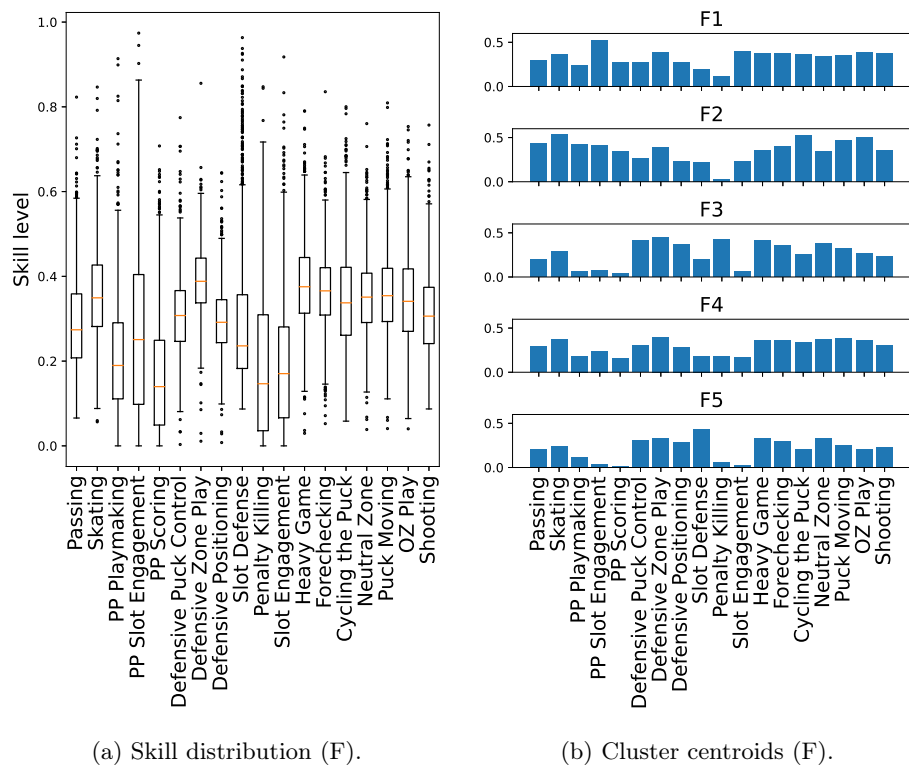 1.0
0.8
0.6
0.4
0.2
0.0
Skill level
Passing
Skating
PP Playmaking
PP Slot Engagement
PP Scoring
Defensive Puck Control
Defensive Zone Play
Defensive Positioning
Slot Defense
Penalty Killing
Slot Engagement
Heavy Game
Forechecking
Cycling the Puck
Neutral Zone
Puck Moving
OZ Play
Shooting
(a) Skill distribution (F).
F1
0.5
0.0
F2
0.5
0.0
F3
0.5
0.0
F4
0.5
0.0
F5
0.5
0.0
Passing
Skating
PP Playmaking
PP Slot Engagement
PP Scoring
Defensive Puck Control
Defensive Zone Play
Defensive Positioning
Slot Defense
Penalty Killing
Slot Engagement
Heavy Game
Forechecking
Cycling the Puck
Neutral Zone
Puck Moving
OZ Play
Shooting
(b) Cluster centroids (F).